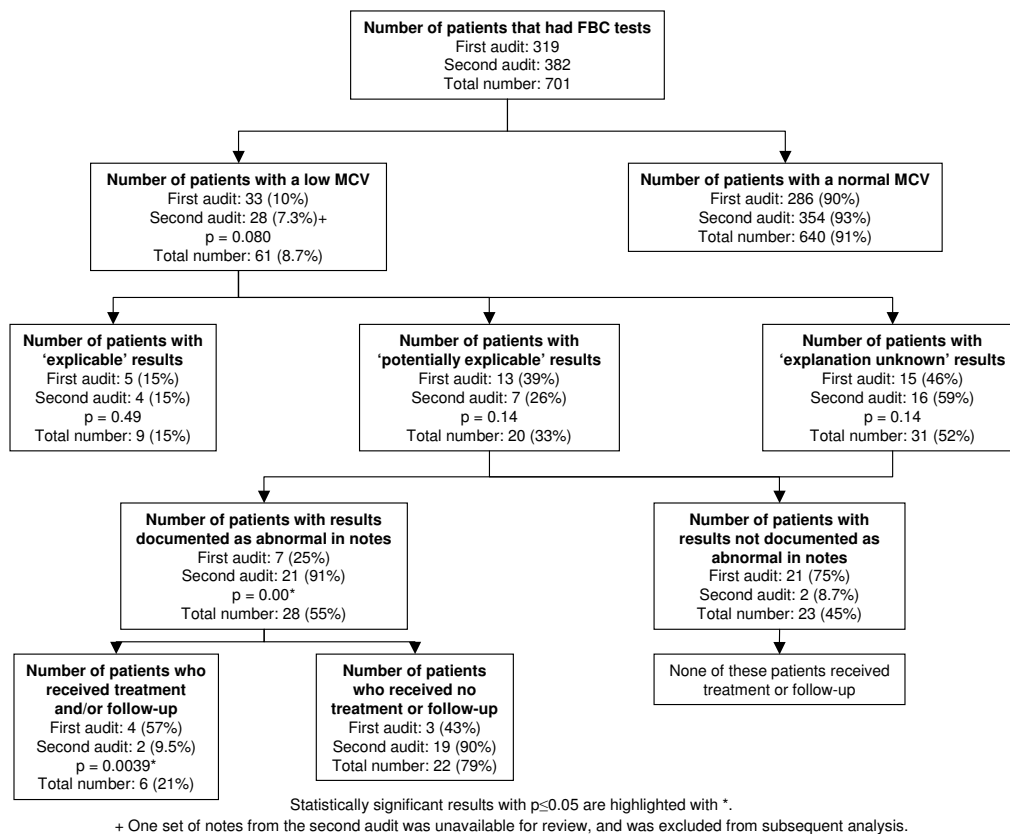 Number of patients that had FBC tests
First audit: 319
Second audit: 382
Total number: 701
Number of patients with a low MCV
First audit: 33 (10%)
Second audit: 28 (7.3%)+
p = 0.080
Total number: 61 (8.7%)
Number of patients with a normal MCV
First audit: 286 (90%)
Second audit: 354 (93%)
Total number: 640 (91%)
Number of patients with
‘explicable’ results
First audit: 5 (15%)
Second audit: 4 (15%)
p = 0.49
Total number: 9 (15%)
Number of patients with
‘potentially explicable’ results
First audit: 13 (39%)
Second audit: 7 (26%)
p = 0.14
Total number: 20 (33%)
Number of patients with
‘explanation unknown’ results
First audit: 15 (46%)
Second audit: 16 (59%)
p = 0.14
Total number: 31 (52%)
Number of patients with results
documented as abnormal in notes
First audit: 7 (25%)
Second audit: 21 (91%)
p = 0.00*
Total number: 28 (55%)
Number of patients with
results not documented as
abnormal in notes
First audit: 21 (75%)
Second audit: 2 (8.7%)
Total number: 23 (45%)
Number of patients who
received treatment
and/or follow-up
First audit: 4 (57%)
Second audit: 2 (9.5%)
p = 0.0039*
Total number: 6 (21%)
Number of patients
who received no
treatment or follow-up
First audit: 3 (43%)
Second audit: 19 (90%)
Total number: 22 (79%)
None of these patients received
treatment or follow-up
Statistically significant results with p≤0.05 are highlighted with *.
+ One set of notes from the second audit was unavailable for review, and was excluded from subsequent analysis.